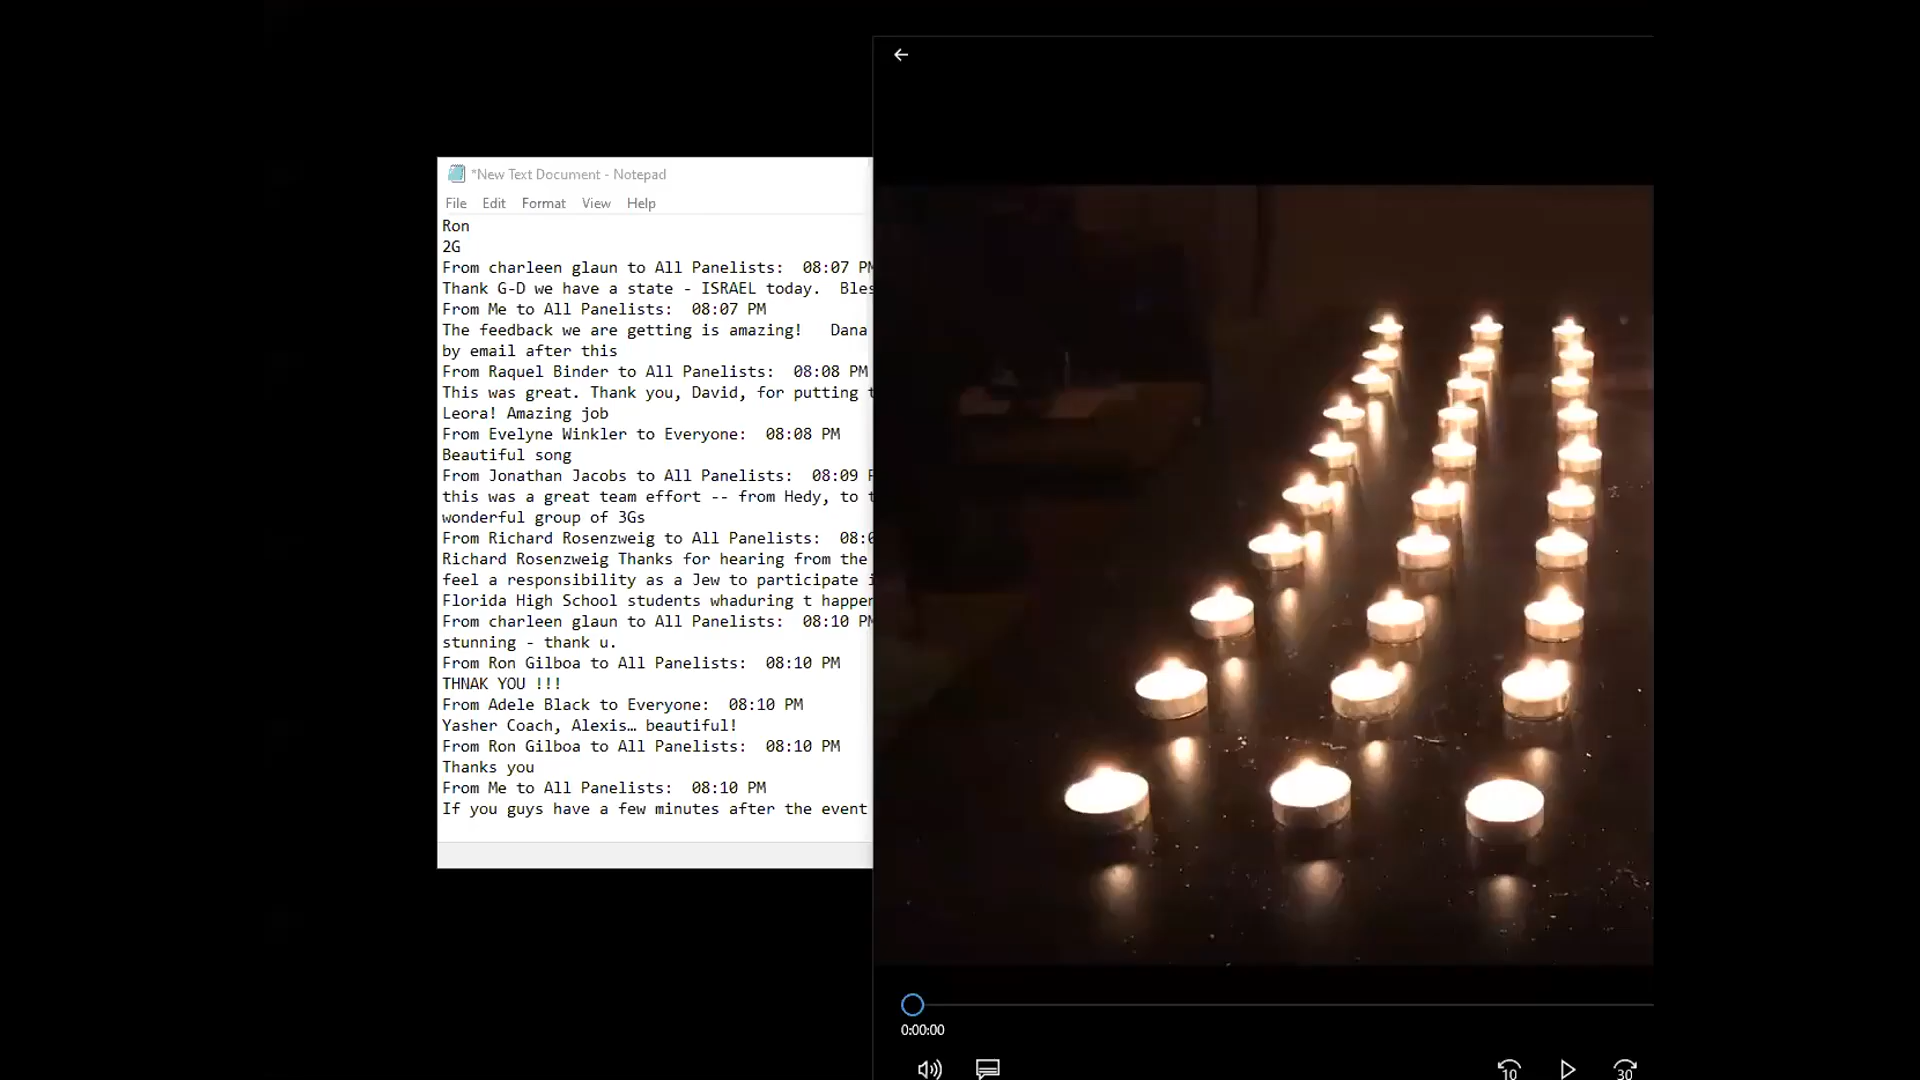 *New Text Document - Notepad
File Edit Format View Help
Ron
2G
From charleen glaun to All Panelists: 08:07 PM
Thank G-D we have a state - ISRAEL today.
From Me to All Panelists: 08:07 PM
The feedback we are getting is amazing! Dana
by email after this
From Raquel Binder to All Panelists: 08:08 PM
This was great. Thank you, David, for putting
Leora! Amazing job
From Evelyne Winkler to Everyone: 08:08 PM
Beautiful song
From Jonathan Jacobs to All Panelists: 08:09
this was a great team effort -- from Hedy, to
wonderful group of 3Gs
From Richard Rosenzweig to All Panelists:
Richard Rosenzweig Thanks for hearing from the
feel a responsibility as a Jew to participate
Florida High School students whaduring t happen
From charleen glaun to All Panelists: 08:10 PM
stunning - thank u.
From Ron Gilboa to All Panelists: 08:10 PM
THNAK YOU !!!
From Adele Black to Everyone: 08:10 PM
Yasher Coach, Alexis… beautiful!
From Ron Gilboa to All Panelists: 08:10 PM
Thanks you
From Me to All Panelists: 08:10 PM
If you guys have a few minutes after the event
0:00:00
10 30